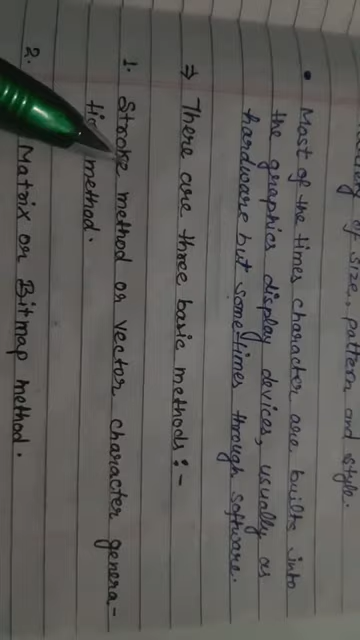 of size, pattern and style.
• Most of the times character are builts into
the graphics display devices, usually as
hardware but sometimes through software.
⇒ There are three basic methods :-
1. Stroke method or vector character genera-
method.
2. Matrix or Bitmap method.